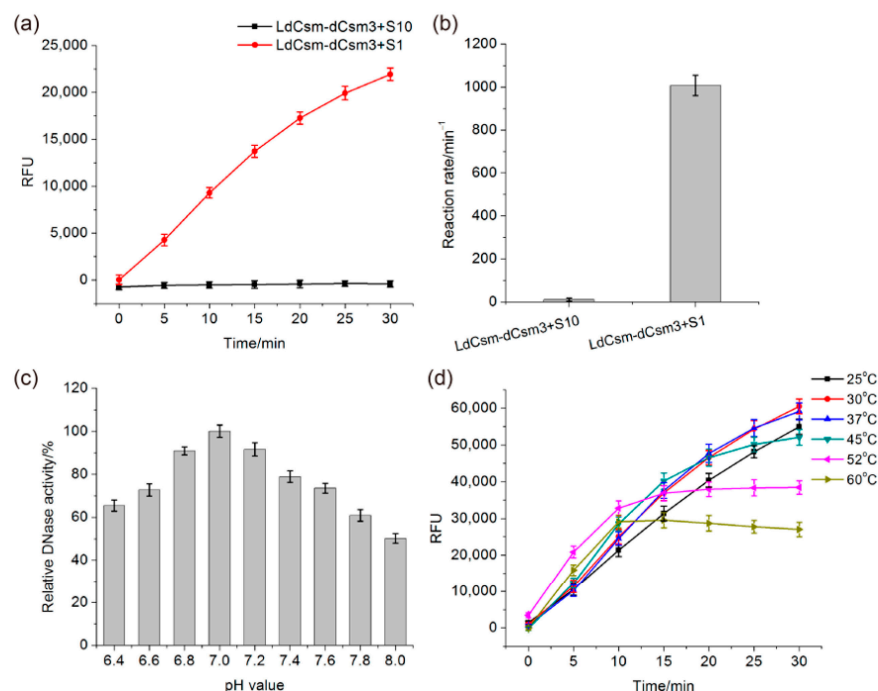 (a)
LdCsm-dCsm3+S10
LdCsm-dCsm3+S1
25,000
20,000
15,000
10,000
5,000
0
RFU
0 5 10 15 20 25 30
Time/min
(b)
1000
800
600
400
200
0
Reaction rate/min⁻¹
LdCsm-dCsm3+S10
LdCsm-dCsm3+S1
(c)
120
100
80
60
40
20
0
Relative DNase activity/%
6.4 6.6 6.8 7.0 7.2 7.4 7.6 7.8 8.0
pH value
(d)
25°C
30°C
37°C
45°C
52°C
60°C
60,000
50,000
40,000
30,000
20,000
10,000
0
RFU
0 5 10 15 20 25 30
Time/min